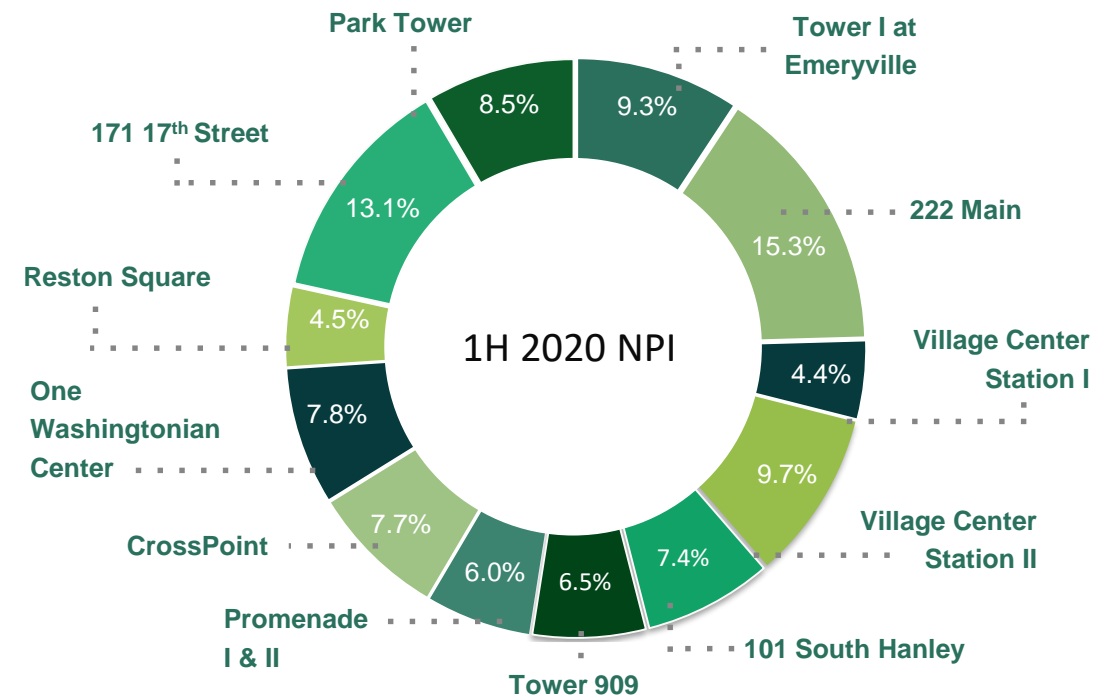 Park Tower
Tower I at
Emeryville
8.5%
9.3%
171 17th Street
13.1%
222 Main
15.3%
Reston Square
4.5%
1H 2020 NPI
Village Center
Station I
4.4%
One
Washingtonian
Center
7.8%
9.7%
Village Center
Station II
CrossPoint
7.7%
6.0%
6.5%
7.4%
Promenade
I & II
101 South Hanley
Tower 909